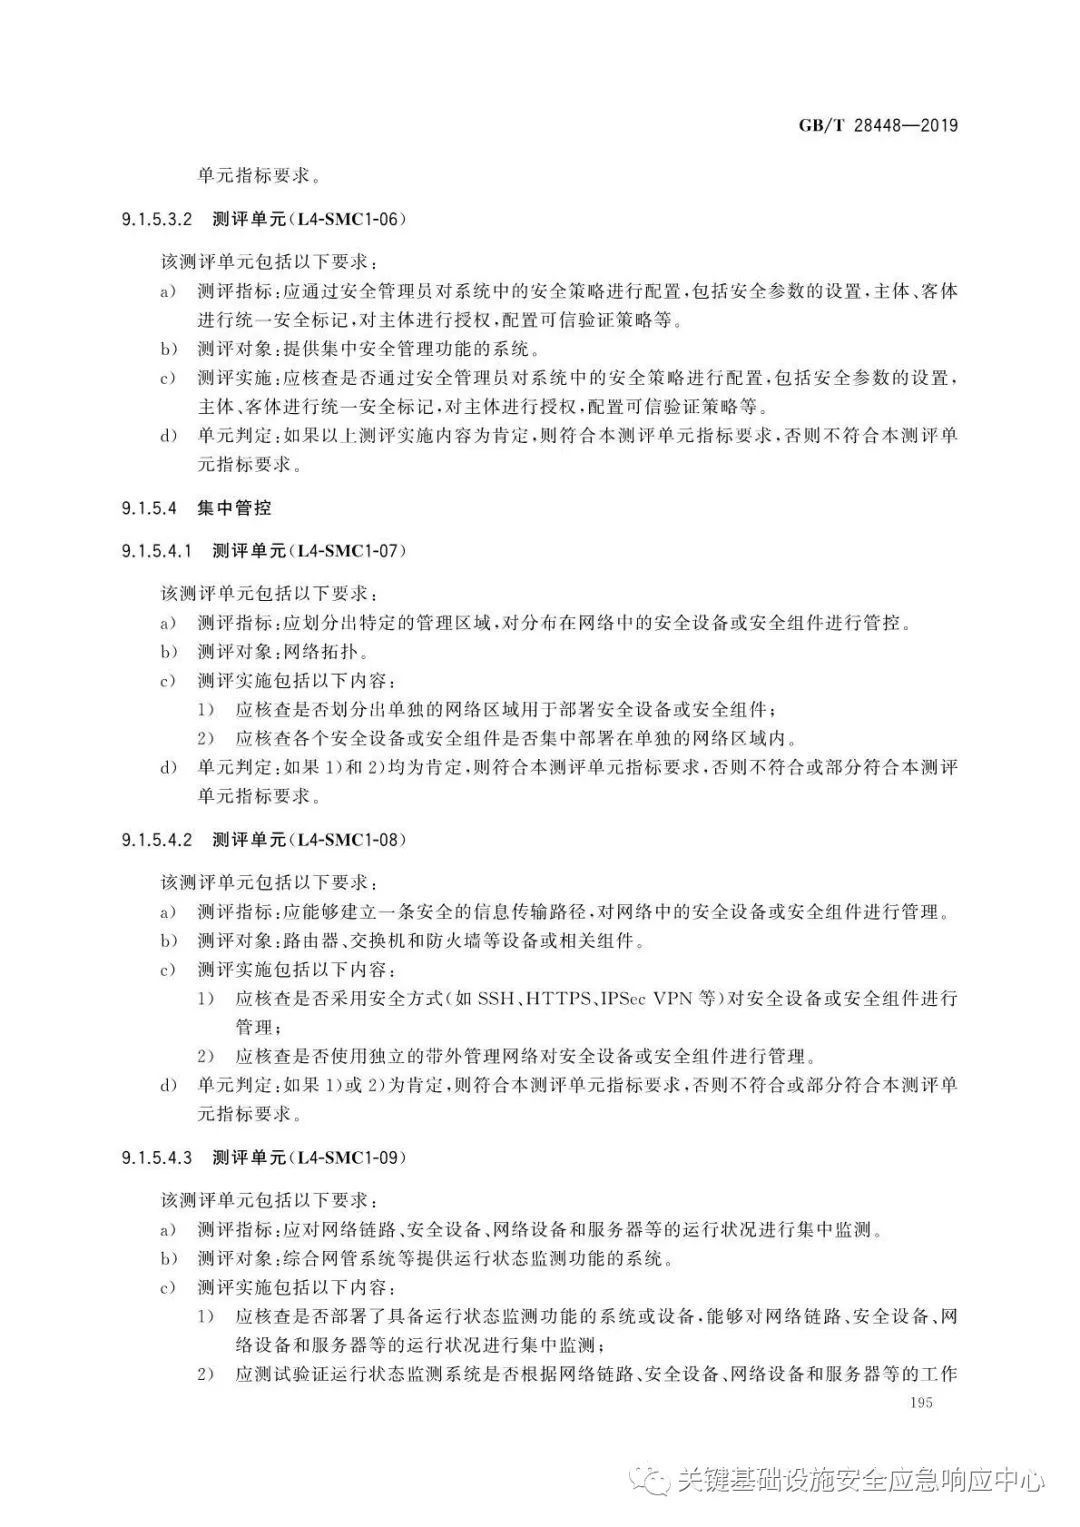 GB/T 28448—2019
单元指标要求。
9.1.5.3.2 测评单元(L4-SMC1-06)
该测评单元包括以下要求:
a) 测评指标:应通过安全管理员对系统中的安全策略进行配置,包括安全参数的设置,主体、客体
进行统一安全标记,对主体进行授权,配置可信验证策略等。
b) 测评对象:提供集中安全管理功能的系统。
c) 测评实施:应核查是否通过安全管理员对系统中的安全策略进行配置,包括安全参数的设置,
主体、客体进行统一安全标记,对主体进行授权,配置可信验证策略等。
d) 单元判定:如果以上测评实施内容为肯定,则符合本测评单元指标要求,否则不符合本测评单
元指标要求。
9.1.5.4 集中管控
9.1.5.4.1 测评单元(L4-SMC1-07)
该测评单元包括以下要求:
a) 测评指标:应划分出特定的管理区域,对分布在网络中的安全设备或安全组件进行管控。
b) 测评对象:网络拓扑。
c) 测评实施包括以下内容:
1) 应核查是否划分出单独的网络区域用于部署安全设备或安全组件;
2) 应核查各个安全设备或安全组件是否集中部署在单独的网络区域内。
d) 单元判定:如果 1)和 2)均为肯定,则符合本测评单元指标要求,否则不符合或部分符合本测评
单元指标要求。
9.1.5.4.2 测评单元(L4-SMC1-08)
该测评单元包括以下要求:
a) 测评指标:应能够建立一条安全的信息传输路径,对网络中的安全设备或安全组件进行管理。
b) 测评对象:路由器、交换机和防火墙等设备或相关组件。
c) 测评实施包括以下内容:
1) 应核查是否采用安全方式(如 SSH、HTTPS、IPSec VPN 等)对安全设备或安全组件进行
管理;
2) 应核查是否使用独立的带外管理网络对安全设备或安全组件进行管理。
d) 单元判定:如果 1)或 2)为肯定,则符合本测评单元指标要求,否则不符合或部分符合本测评单
元指标要求。
9.1.5.4.3 测评单元(L4-SMC1-09)
该测评单元包括以下要求:
a) 测评指标:应对网络链路、安全设备、网络设备和服务器等的运行状况进行集中监测。
b) 测评对象:综合网管系统等提供运行状态监测功能的系统。
c) 测评实施包括以下内容:
1) 应核查是否部署了具备运行状态监测功能的系统或设备,能够对网络链路、安全设备、网
络设备和服务器等的运行状况进行集中监测;
2) 应测试验证运行状态监测系统是否根据网络链路、安全设备、网络设备和服务器等的工作
195
关键基础设施安全应急响应中心